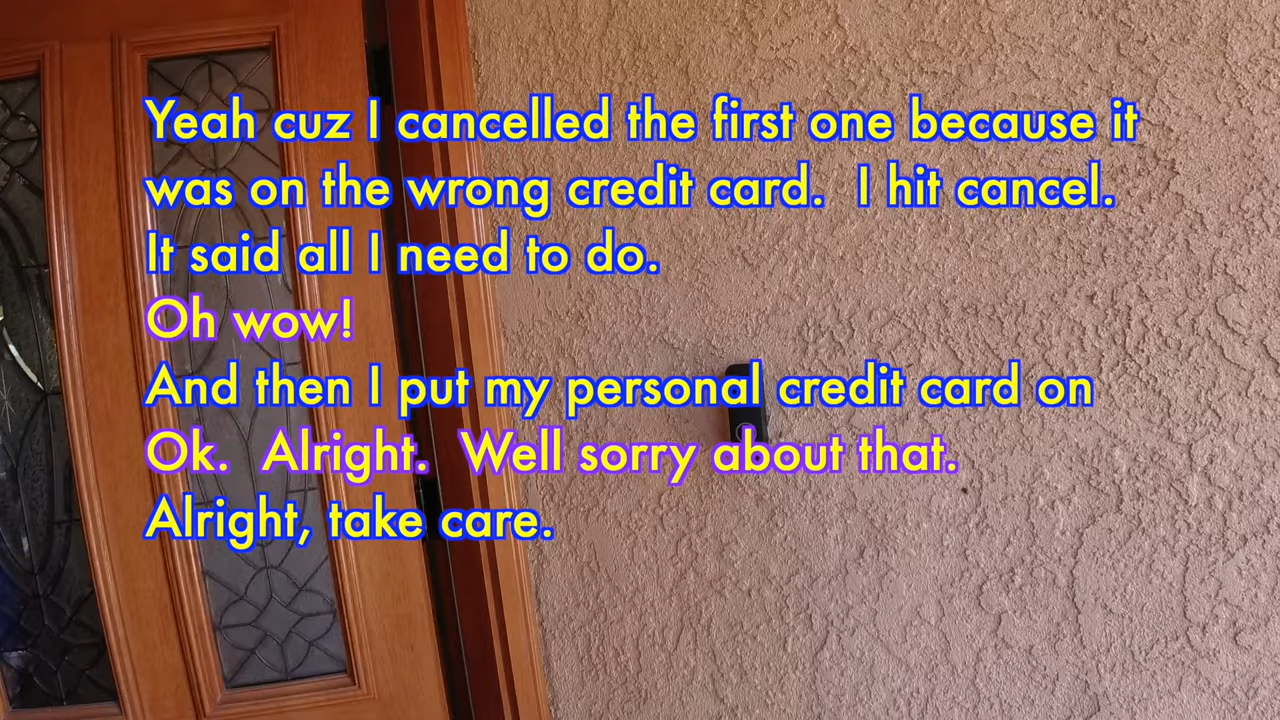 Yeah cuz I cancelled the first one because it
was on the wrong credit card.  I hit cancel.
It said all I need to do.
Oh wow!
And then I put my personal credit card on
Ok.  Alright.  Well sorry about that.
Alright, take care.